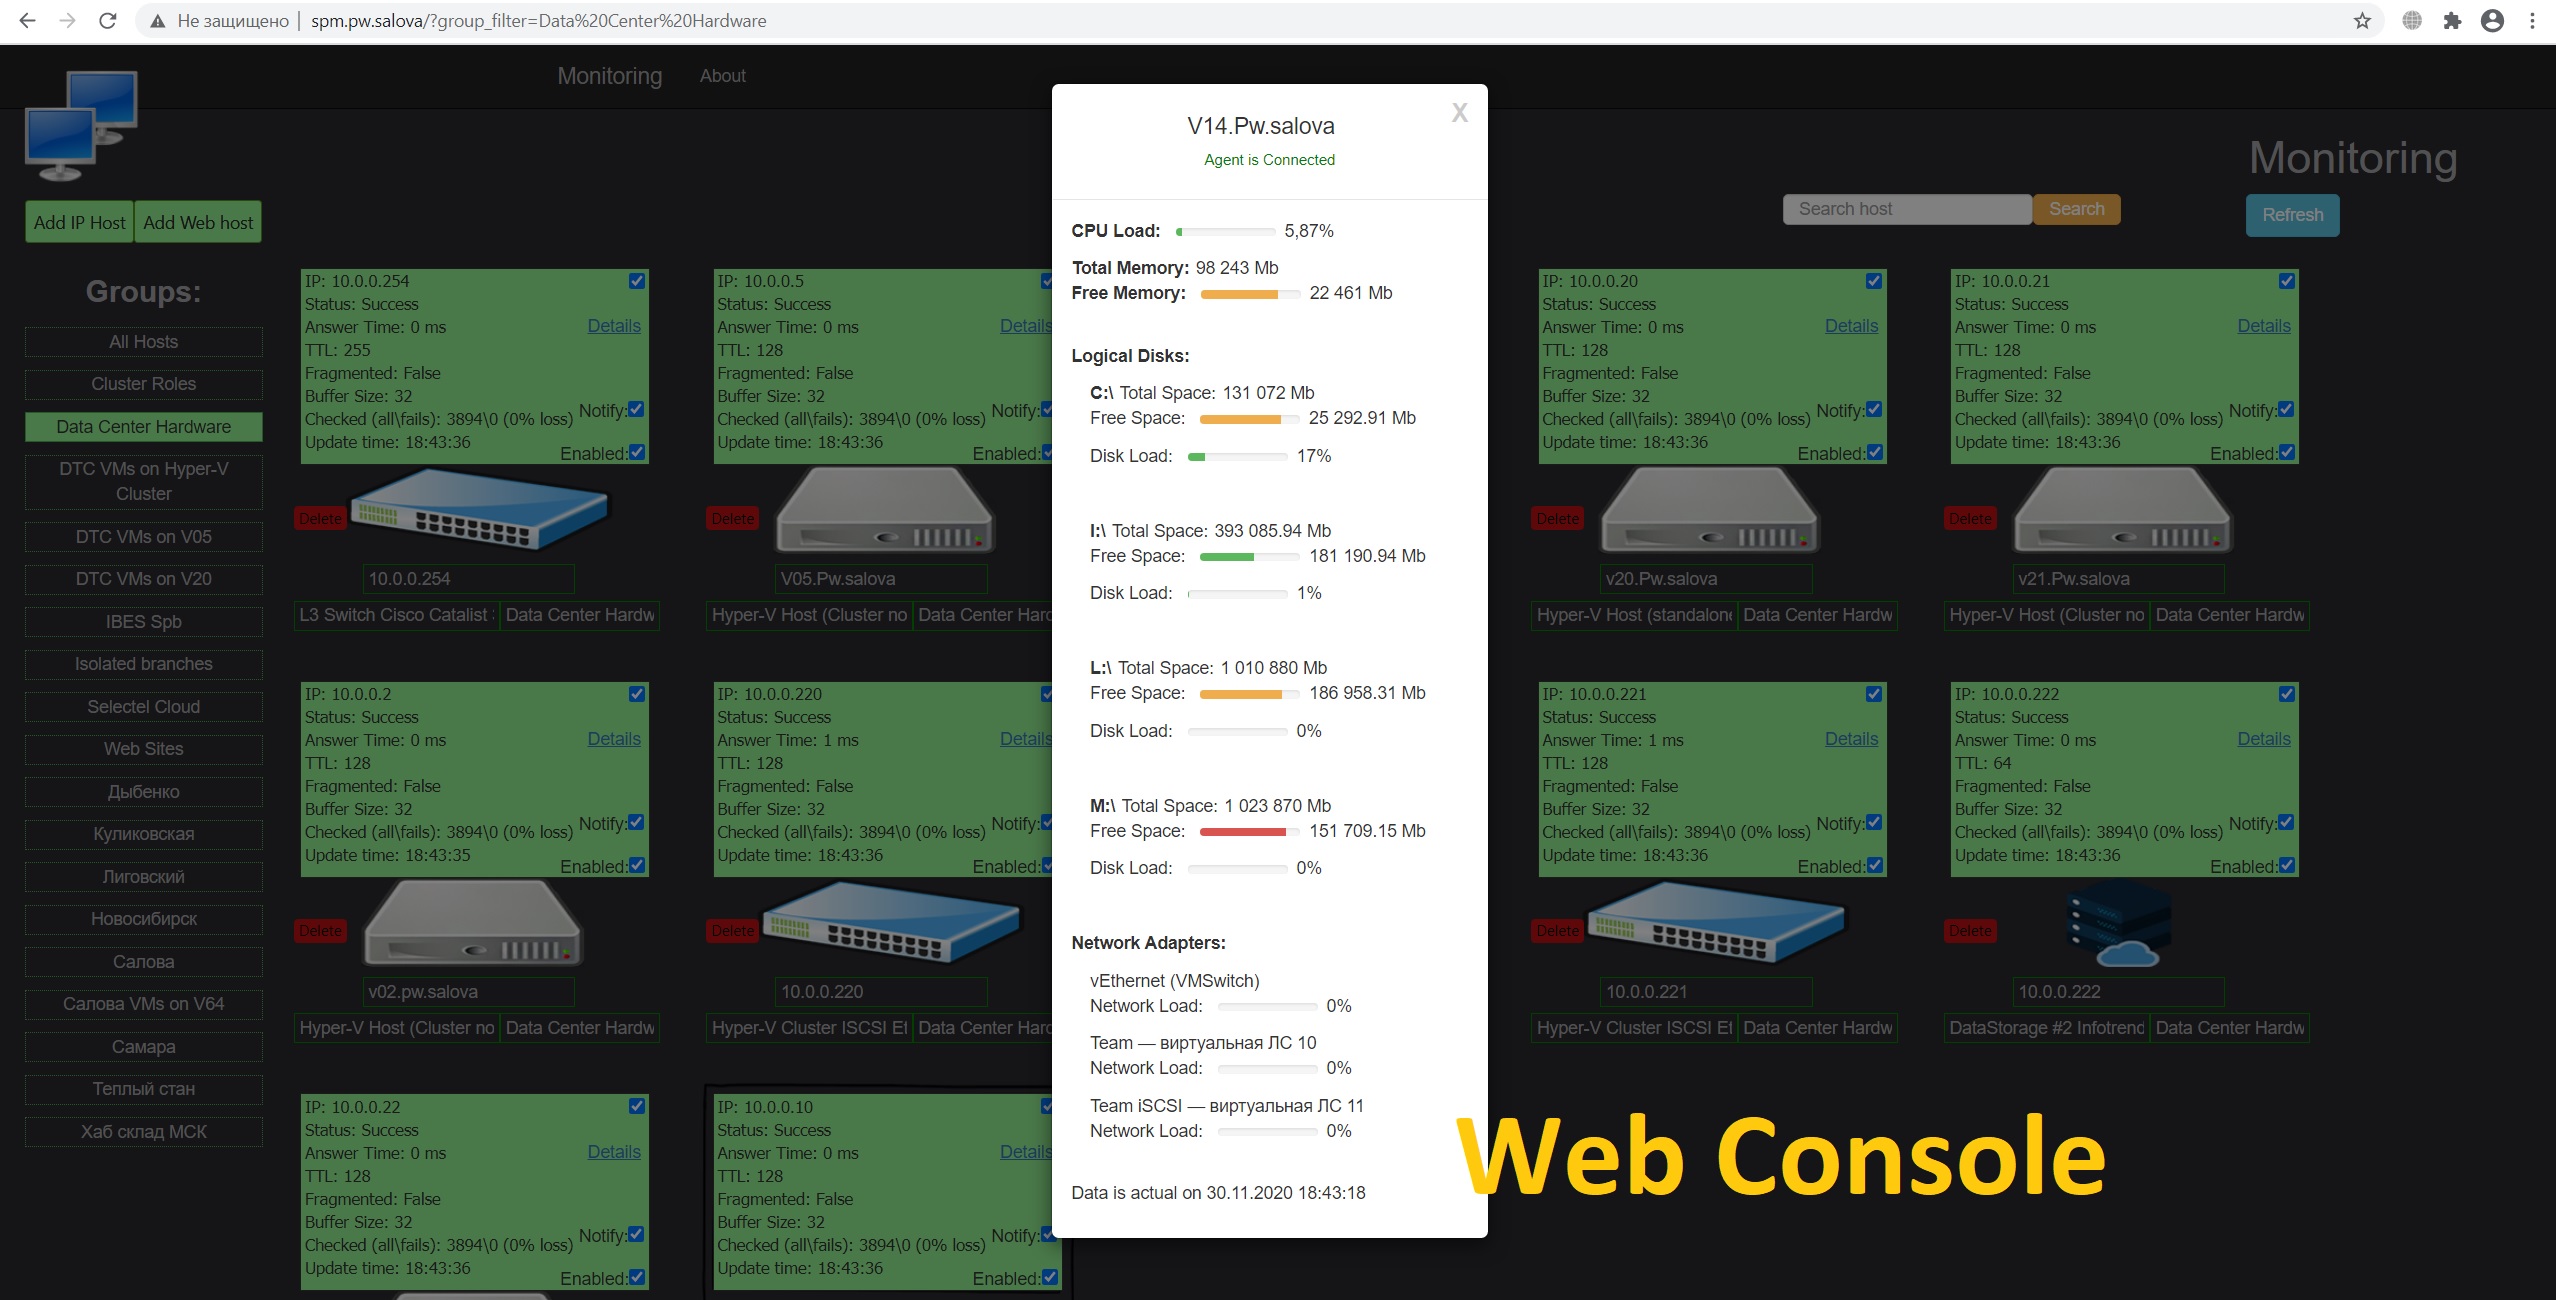 Не защищено | spm.pw.salova/?group_filter=Data%20Center%20Hardware
Monitoring About
Monitoring
Add IP Host Add Web host
Search host Search Refresh
Groups:
All Hosts
Cluster Roles
Data Center Hardware
DTC VMs on Hyper-V
Cluster
DTC VMs on V05
DTC VMs on V20
IBES Spb
Isolated branches
Selectel Cloud
Web Sites
Дыбенко
Куликовская
Лиговский
Новосибирск
Салова
Салова VMs on V64
Самара
Теплый стан
Хаб склад МСК
IP: 10.0.0.254
Status: Success
Answer Time: 0 ms Details
TTL: 255
Fragmented: False
Buffer Size: 32
Checked (all\fails): 3894\0 (0% loss) Notify:
Update time: 18:43:36
Enabled:
Delete
10.0.0.254
L3 Switch Cisco Catalist Data Center Hardw
IP: 10.0.0.5
Status: Success
Answer Time: 0 ms Details
TTL: 128
Fragmented: False
Buffer Size: 32
Checked (all\fails): 3894\0 (0% loss) Notify:
Update time: 18:43:36
Enabled:
Delete
V05.Pw.salova
Hyper-V Host (Cluster no Data Center Hard
IP: 10.0.0.20
Status: Success
Answer Time: 0 ms Details
TTL: 128
Fragmented: False
Buffer Size: 32
Checked (all\fails): 3894\0 (0% loss) Notify:
Update time: 18:43:36
Enabled:
Delete
v20.Pw.salova
Hyper-V Host (standalone Data Center Hardw
IP: 10.0.0.21
Status: Success
Answer Time: 0 ms Details
TTL: 128
Fragmented: False
Buffer Size: 32
Checked (all\fails): 3894\0 (0% loss) Notify:
Update time: 18:43:36
Enabled:
Delete
v21.Pw.salova
Hyper-V Host (Cluster no Data Center Hardw
IP: 10.0.0.2
Status: Success
Answer Time: 0 ms Details
TTL: 128
Fragmented: False
Buffer Size: 32
Checked (all\fails): 3894\0 (0% loss) Notify:
Update time: 18:43:35
Enabled:
Delete
v02.pw.salova
Hyper-V Host (Cluster no Data Center Hardw
IP: 10.0.0.220
Status: Success
Answer Time: 1 ms Details
TTL: 128
Fragmented: False
Buffer Size: 32
Checked (all\fails): 3894\0 (0% loss) Notify:
Update time: 18:43:36
Enabled:
Delete
10.0.0.220
Hyper-V Cluster ISCSI Et Data Center Hard
IP: 10.0.0.221
Status: Success
Answer Time: 1 ms Details
TTL: 128
Fragmented: False
Buffer Size: 32
Checked (all\fails): 3894\0 (0% loss) Notify:
Update time: 18:43:36
Enabled:
Delete
10.0.0.221
Hyper-V Cluster ISCSI Et Data Center Hardw
IP: 10.0.0.222
Status: Success
Answer Time: 0 ms Details
TTL: 64
Fragmented: False
Buffer Size: 32
Checked (all\fails): 3894\0 (0% loss) Notify:
Update time: 18:43:36
Enabled:
Delete
10.0.0.222
DataStorage #2 Infotrend Data Center Hardw
IP: 10.0.0.22
Status: Success
Answer Time: 0 ms Details
TTL: 128
Fragmented: False
Buffer Size: 32
Checked (all\fails): 3894\0 (0% loss) Notify:
Update time: 18:43:36
Enabled:
IP: 10.0.0.10
Status: Success
Answer Time: 0 ms Details
TTL: 128
Fragmented: False
Buffer Size: 32
Checked (all\fails): 3894\0 (0% loss) Notify:
Update time: 18:43:36
Enabled:
X
V14.Pw.salova
Agent is Connected
CPU Load: 5,87%
Total Memory: 98 243 Mb
Free Memory: 22 461 Mb
Logical Disks:
C:\ Total Space: 131 072 Mb
Free Space: 25 292.91 Mb
Disk Load: 17%
I:\ Total Space: 393 085.94 Mb
Free Space: 181 190.94 Mb
Disk Load: 1%
L:\ Total Space: 1 010 880 Mb
Free Space: 186 958.31 Mb
Disk Load: 0%
M:\ Total Space: 1 023 870 Mb
Free Space: 151 709.15 Mb
Disk Load: 0%
Network Adapters:
vEthernet (VMSwitch)
Network Load: 0%
Team — виртуальная ЛС 10
Network Load: 0%
Team iSCSI — виртуальная ЛС 11
Network Load: 0%
Data is actual on 30.11.2020 18:43:18
Web Console